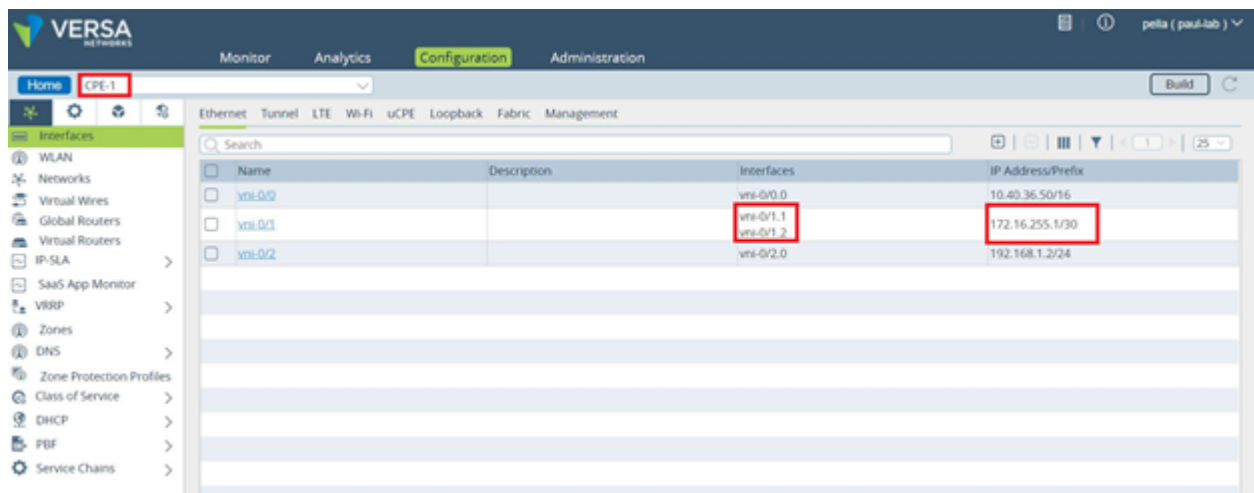 VERSA
NETWORKS
pella ( paul-lab )
Monitor Analytics Configuration Administration
Home CPE-1 Build
Ethernet Tunnel LTE Wi-Fi uCPE Loopback Fabric Management
Interfaces
WLAN
Networks
Virtual Wires
Global Routers
Virtual Routers
IP-SLA
SaaS App Monitor
VRRP
Zones
DNS
Zone Protection Profiles
Class of Service
DHCP
PBF
Service Chains
Search 1 25
Name Description Interfaces IP Address/Prefix
vni-0/0 vni-0/0.0 10.40.36.50/16
vni-0/1 vni-0/1.1 172.16.255.1/30
vni-0/1.2
vni-0/2 vni-0/2.0 192.168.1.2/24